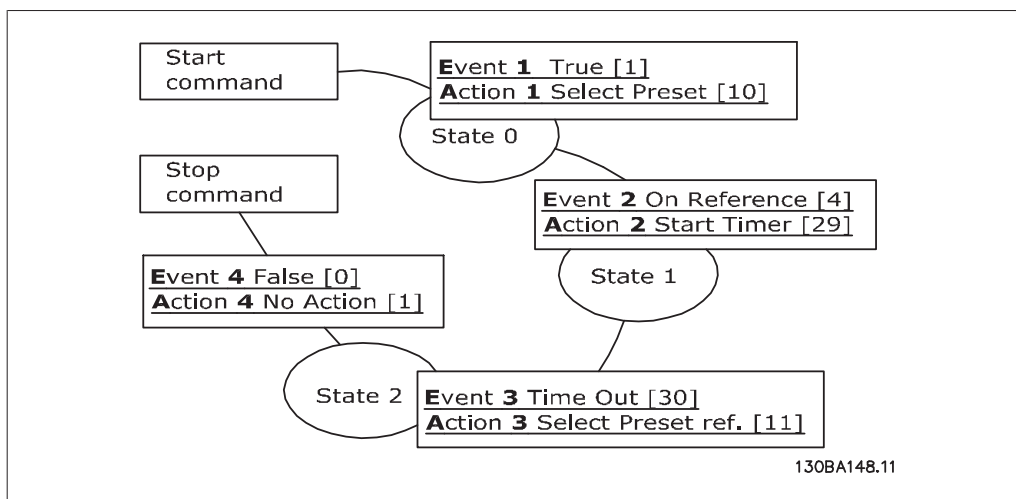 Start
command
Event 1 True [1]
Action 1 Select Preset [10]
State 0
Stop
command
Event 2 On Reference [4]
Action 2 Start Timer [29]
State 1
Event 4 False [0]
Action 4 No Action [1]
State 2
Event 3 Time Out [30]
Action 3 Select Preset ref. [11]
130BA148.11